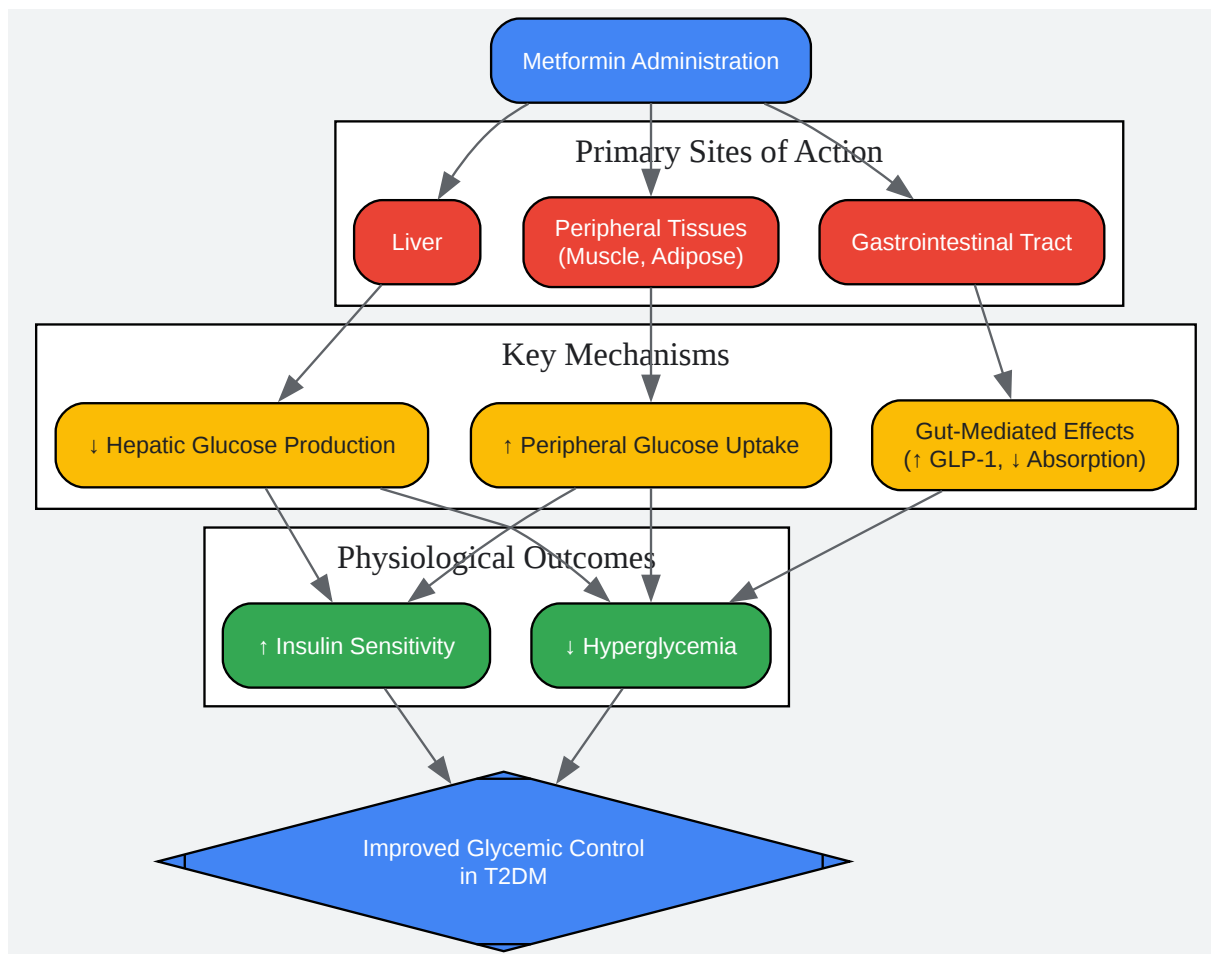 Metformin Administration
Primary Sites of Action
Liver
Peripheral Tissues
(Muscle, Adipose)
Gastrointestinal Tract
Key Mechanisms
↓ Hepatic Glucose Production
↑ Peripheral Glucose Uptake
Gut-Mediated Effects
(↑ GLP-1, ↓ Absorption)
Physiological Outcomes
↑ Insulin Sensitivity
↓ Hyperglycemia
Improved Glycemic Control
in T2DM